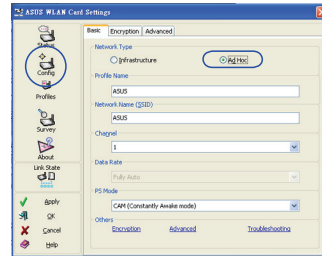 ASUS WLAN Card Settings
Status
Config
Profiles
Survey
About
Link State
Apply
OK
Cancel
Help
Basic Encryption Advanced
Network Type
Infrastructure Ad Hoc
Profile Name
ASUS
Network Name (SSID)
ASUS
Channel
1
Data Rate
Fully Auto
PS Mode
CAM (Constantly Awake mode)
Others
Encryption Advanced Troubleshooting